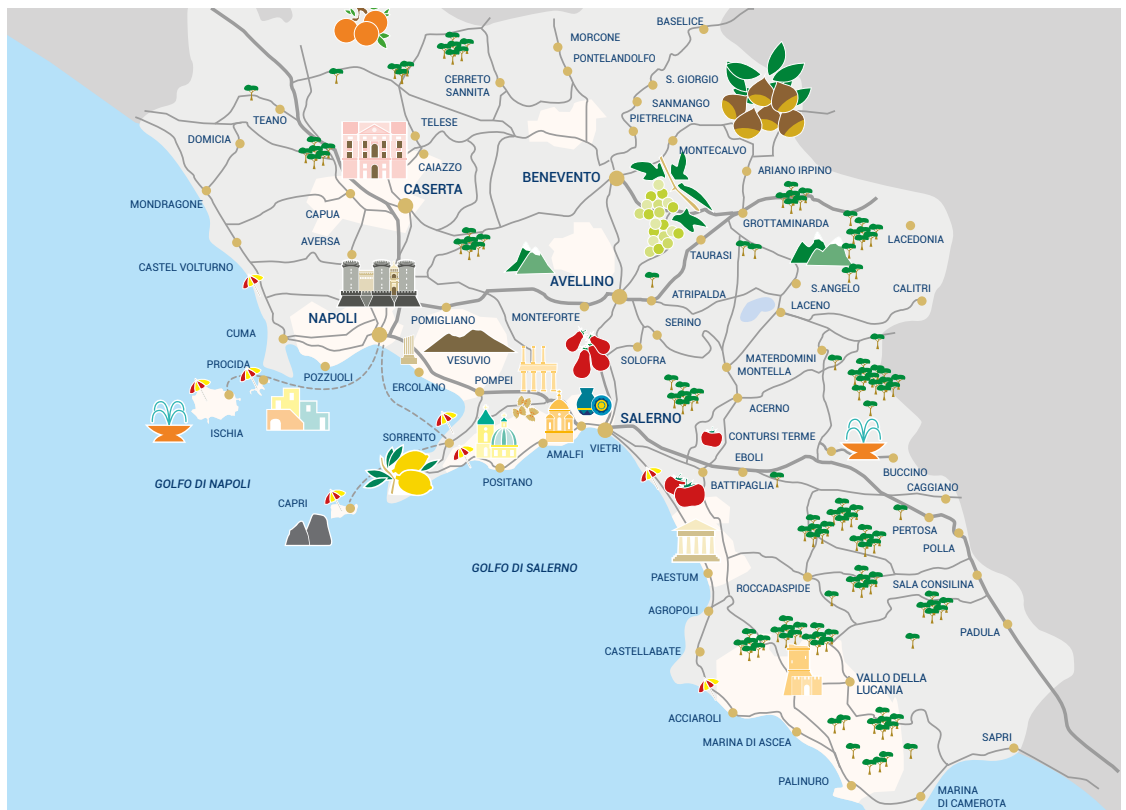 BASELICE
MORCONE
PONTELANDOLFO
CERRETO
SANNITA
S. GIORGIO
SANMANGO
PIETRELCINA
TEANO
TELESE
DOMICIA
MONTECALVO
CAIAZZO
ARIANO IRPINO
BENEVENTO
CASERTA
MONDRAGONE
CAPUA
GROTTAMINARDA
AVERSA
LACEDONIA
TAURASI
CASTEL VOLTURNO
AVELLINO
S.ANGELO
CALITRI
ATRIPALDA
LACENO
NAPOLI
POMIGLIANO
MONTEFORTE
SERINO
CUMA
VESUVIO
SOLOFRA
MATERDOMINI
MONTELLA
PROCIDA
POZZUOLI
ERCOLANO
POMPEI
ACERNO
ISCHIA
SALERNO
SORRENTO
CONTURSI TERME
AMALFI
VIETRI
EBOLI
BUCCINO
GOLFO DI NAPOLI
POSITANO
BATTIPAGLIA
CAGGIANO
CAPRI
PERTOSA
POLLA
GOLFO DI SALERNO
PAESTUM
ROCCADASPIDE
SALA CONSILINA
AGROPOLI
PADULA
CASTELLABATE
VALLO DELLA
LUCANIA
ACCIAROLI
MARINA DI ASCEA
SAPRI
PALINURO
MARINA
DI CAMEROTA